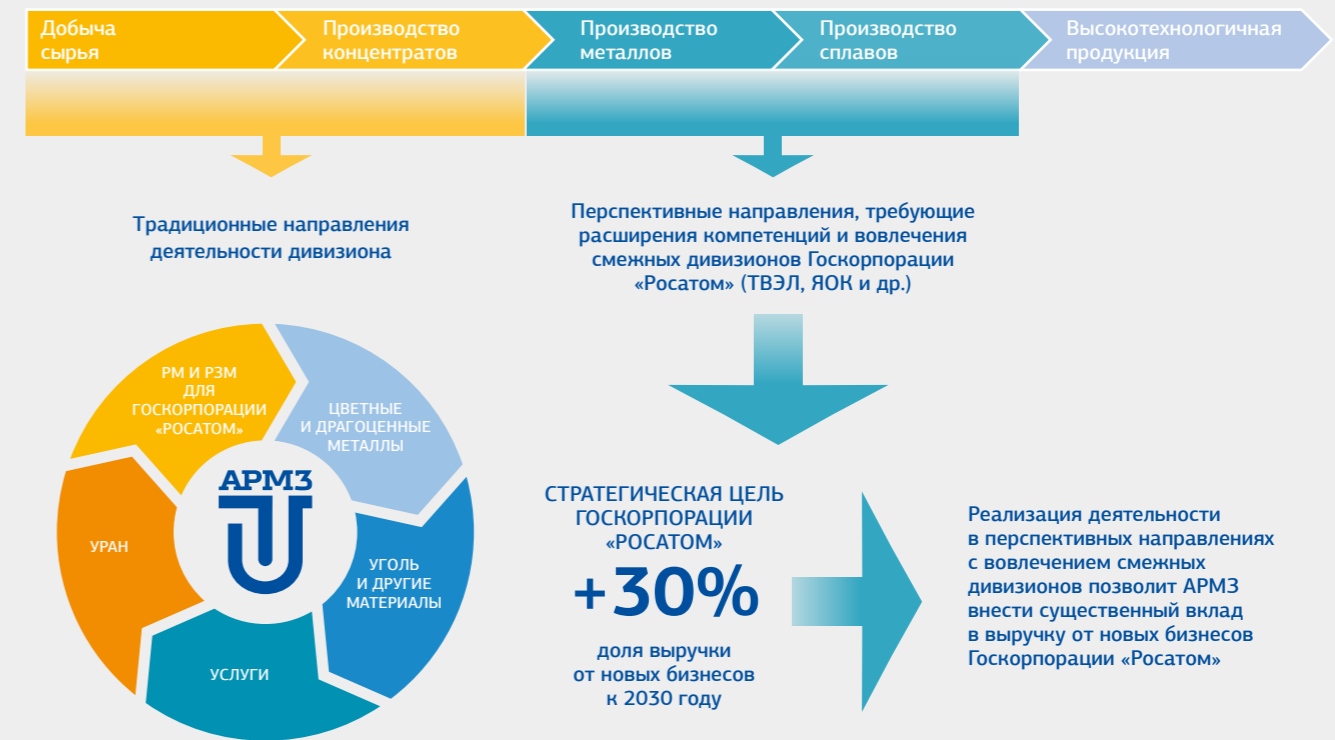 Добыча
сырья
Производство
концентратов
Производство
металлов
Производство
сплавов
Высокотехнологичная
продукция
Традиционные направления
деятельности дивизиона
Перспективные направления, требующие
расширения компетенций и вовлечения
смежных дивизионов Госкорпорации
«Росатом» (ТВЭЛ, ЯОК и др.)
РМ И РЗМ
ДЛЯ
ГОСКОРПОРАЦИИ
«РОСАТОМ»
ЦВЕТНЫЕ
И ДРАГОЦЕННЫЕ
МЕТАЛЛЫ
АРМЗ
УРАН
УГОЛЬ
И ДРУГИЕ
МАТЕРИАЛЫ
УСЛУГИ
СТРАТЕГИЧЕСКАЯ ЦЕЛЬ
ГОСКОРПОРАЦИИ
«РОСАТОМ»
+30%
доля выручки
от новых бизнесов
к 2030 году
Реализация деятельности
в перспективных направлениях
с вовлечением смежных
дивизионов позволит АРМЗ
внести существенный вклад
в выручку от новых бизнесов
Госкорпорации «Росатом»